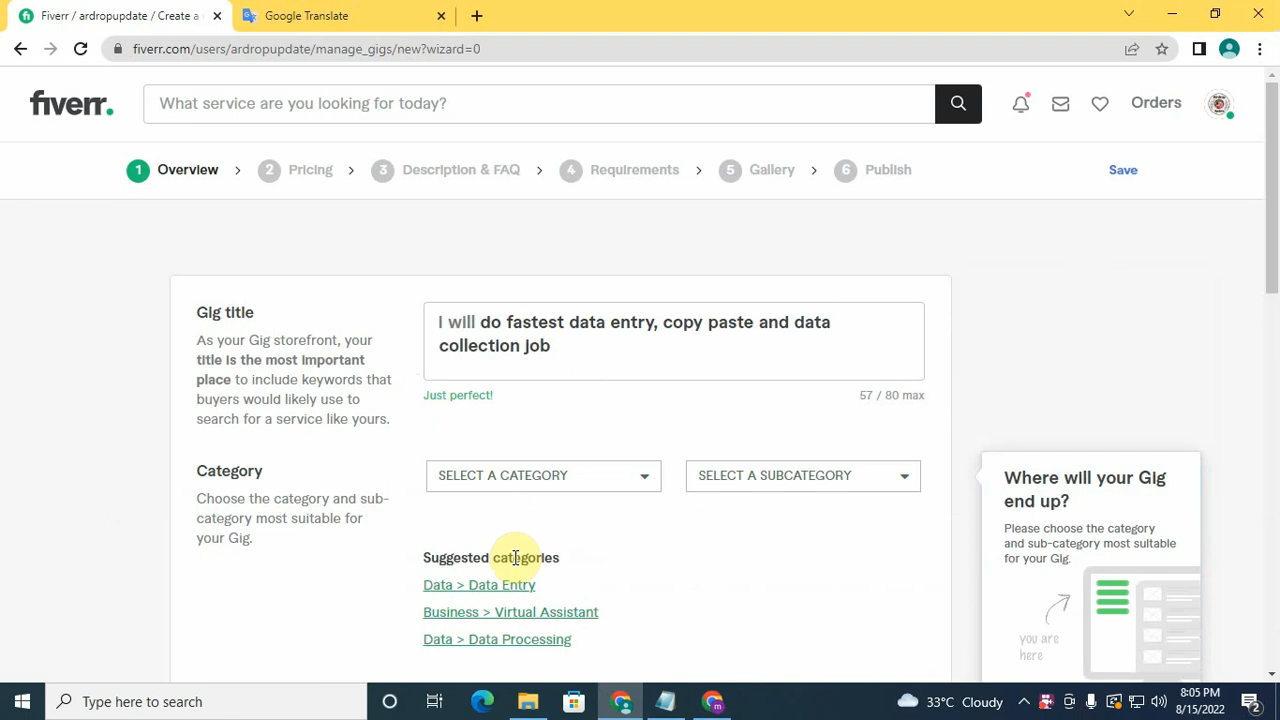 Fiverr / ardropupdate / Create a
Google Translate
fiverr.com/users/ardropupdate/manage_gigs/new?wizard=0
fiverr.
What service are you looking for today?
Orders
1 Overview
2 Pricing
3 Description & FAQ
4 Requirements
5 Gallery
6 Publish
Save
Gig title
As your Gig storefront, your
title is the most important
place to include keywords that
buyers would likely use to
search for a service like yours.
I will do fastest data entry, copy paste and data
collection job
Just perfect!
57 / 80 max
Category
Choose the category and sub-
category most suitable for
your Gig.
SELECT A CATEGORY
SELECT A SUBCATEGORY
Suggested categories
Data > Data Entry
Business > Virtual Assistant
Data > Data Processing
Where will your Gig
end up?
Please choose the category
and sub-category most suitable
for your Gig.
you are
here
Type here to search
33°C Cloudy
8:05 PM
8/15/2022
2